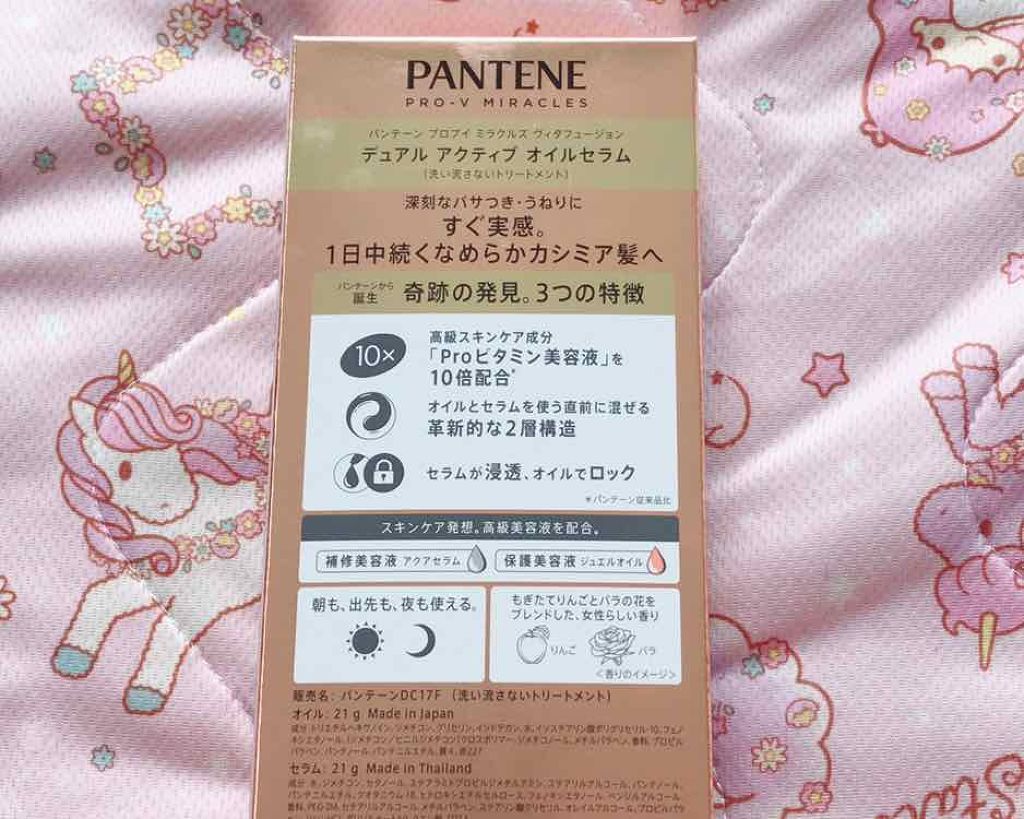 PANTENE
PRO-V MIRACLES
パンテーン プロブイ ミラクルズ ヴィタフュージョン
デュアル アクティブ オイルセラム
(洗い流さないトリートメント)
深刻なパサつき・うねりに
すぐ実感。
1日中続くなめらかカシミア髪へ
パンテーンから
誕生
奇跡の発見。3つの特徴
10×
高級スキンケア成分
「Proビタミン美容液」を
10倍配合*
オイルとセラムを使う直前に混ぜる
革新的な2層構造
セラムが浸透、オイルでロック
*パンテーン従来品比
スキンケア発想。高級美容液を配合。
補修美容液 アクアセラム
保護美容液 ジュエルオイル
朝も、出先も、夜も使える。
もぎたてりんごとバラの花を
ブレンドした、女性らしい香り
りんご
バラ
<香りのイメージ>
販売名: パンテーンDC17F (洗い流さないトリートメント)
オイル: 21 g Made in Japan
セラム: 21 g Made in Thailand